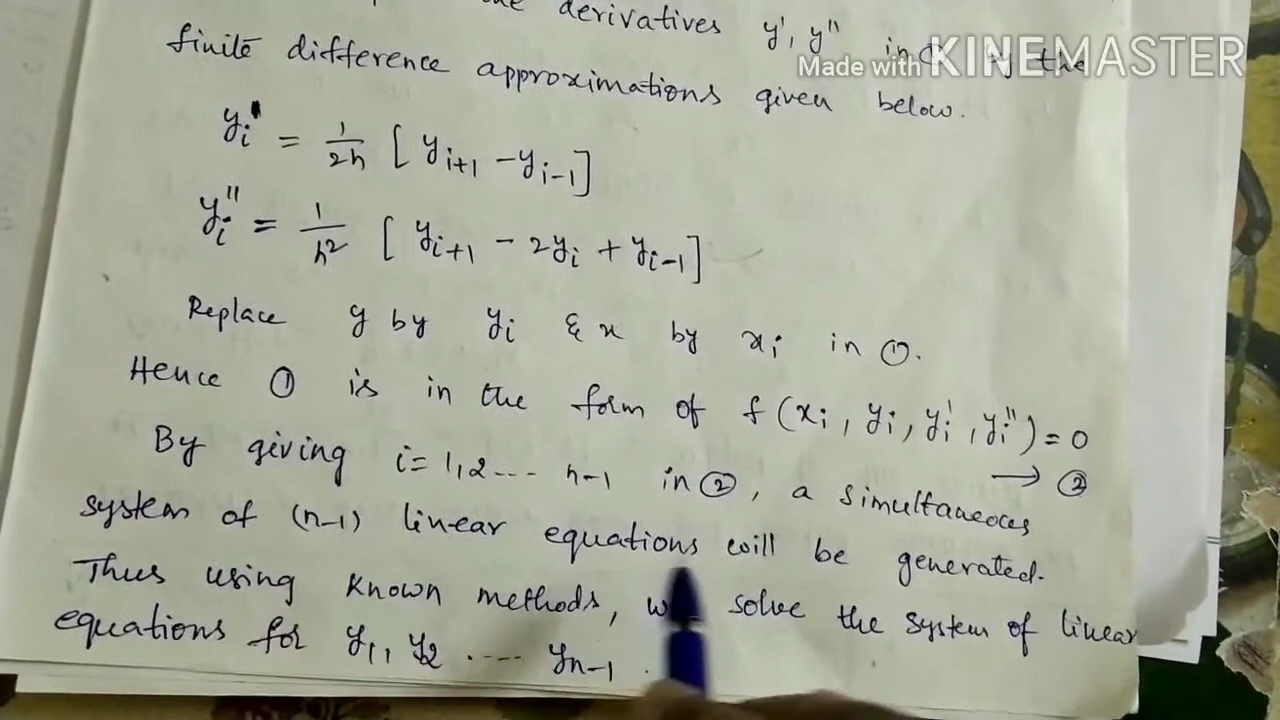 derivatives y', y'' in the
Made with KINEMASTER
finite difference approximations given below.
yi' = 1/2h [ yi+1 - yi-1 ]
yi'' = 1/h² [ yi+1 - 2yi + yi-1 ]
Replace y by yi & x by xi in ①.
Hence ① is in the form of f (xi, yi, yi', yi'') = 0
→ ②
By giving i = 1,2 .... n-1 in ②, a simultaneous
system of (n-1) linear equations will be generated.
Thus using known methods, solve the system of linear
equations for y1, y2 ..... yn-1.